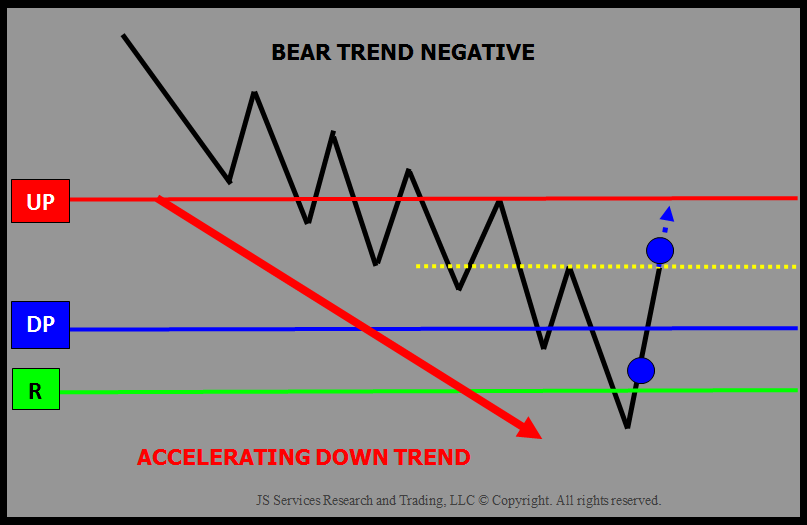 BEAR TREND NEGATIVE
UP
DP
R
ACCELERATING DOWN TREND
JS Services Research and Trading, LLC © Copyright. All rights reserved.